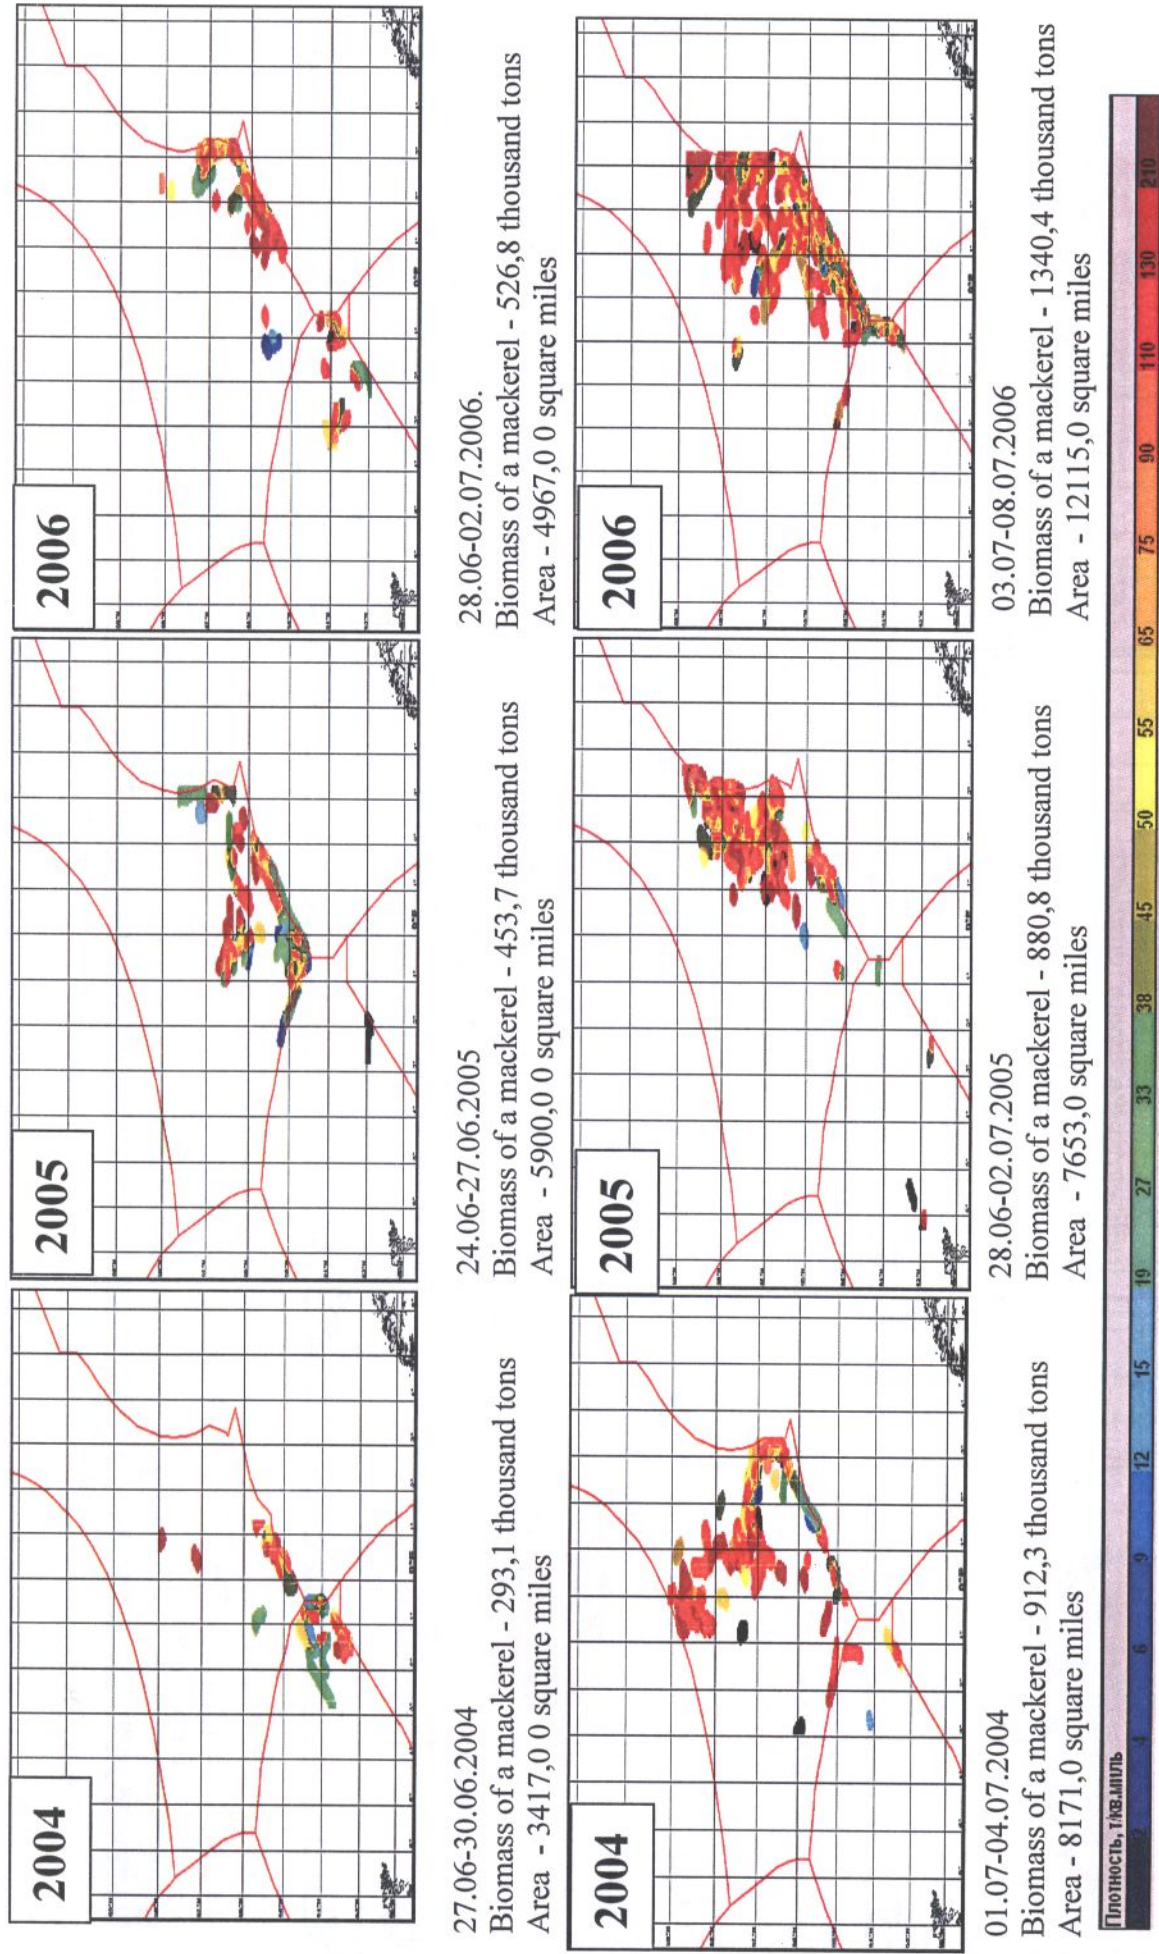 2004
27.06-30.06.2004
Biomass of a mackerel - 293,1 thousand tons
Area - 3417,0 0 square miles
2005
24.06-27.06.2005
Biomass of a mackerel - 453,7 thousand tons
Area - 5900,0 0 square miles
2006
28.06-02.07.2006.
Biomass of a mackerel - 526,8 thousand tons
Area - 4967,0 0 square miles
2004
01.07-04.07.2004
Biomass of a mackerel - 912,3 thousand tons
Area - 8171,0 square miles
2005
28.06-02.07.2005
Biomass of a mackerel - 880,8 thousand tons
Area - 7653,0 square miles
2006
03.07-08.07.2006
Biomass of a mackerel - 1340,4 thousand tons
Area - 12115,0 square miles
Плотность, т/кв.миль
2 4 6 9 12 15 19 27 33 38 45 50 55 65 75 90 110 130 210